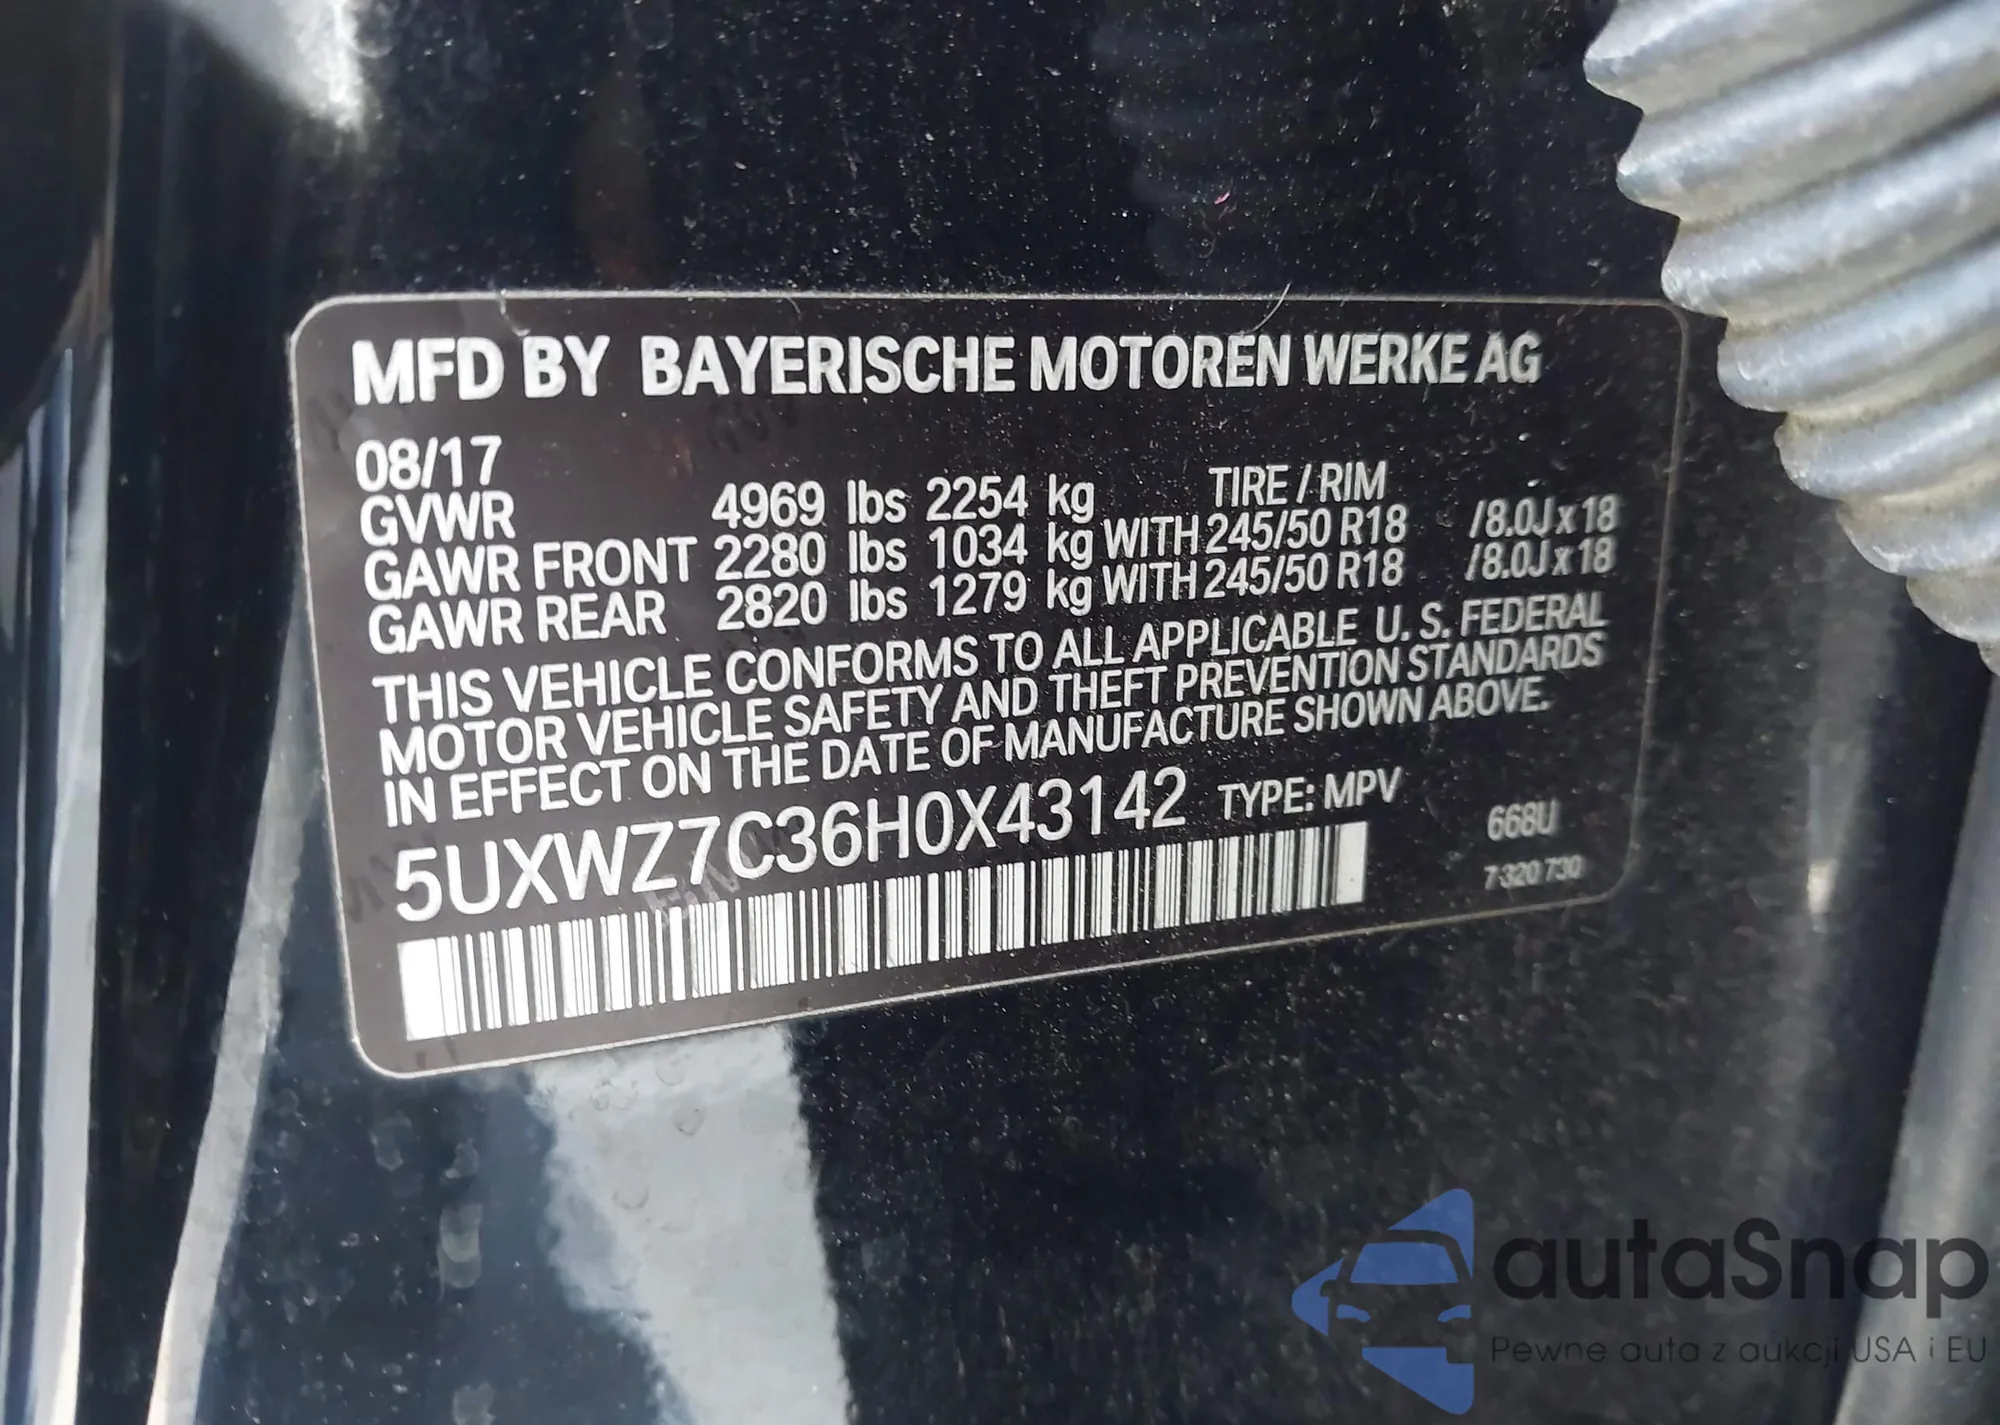 MFD BY BAYERISCHE MOTOREN WERKE AG
08/17
TIRE / RIM
GVWR 4969 lbs 2254 kg
GAWR FRONT 2280 lbs 1034 kg WITH 245/50 R18 /8.0J x 18
GAWR REAR 2820 lbs 1279 kg WITH 245/50 R18 /8.0J x 18
THIS VEHICLE CONFORMS TO ALL APPLICABLE U. S. FEDERAL
MOTOR VEHICLE SAFETY AND THEFT PREVENTION STANDARDS
IN EFFECT ON THE DATE OF MANUFACTURE SHOWN ABOVE.
5UXWZ7C36H0X43142 TYPE: MPV
668U
7 320 730
autaSnap
Pewne auta z aukcji USA i EU